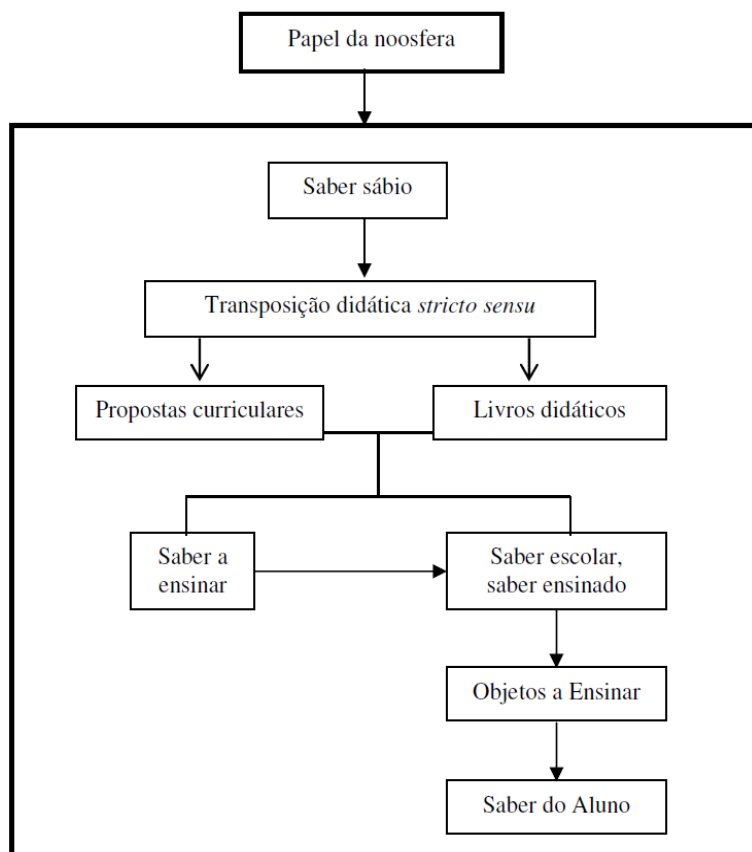 Papel da noosfera
Saber sábio
Transposição didática stricto sensu
Propostas curriculares
Livros didáticos
Saber a
ensinar
Saber escolar,
saber ensinado
Objetos a Ensinar
Saber do Aluno